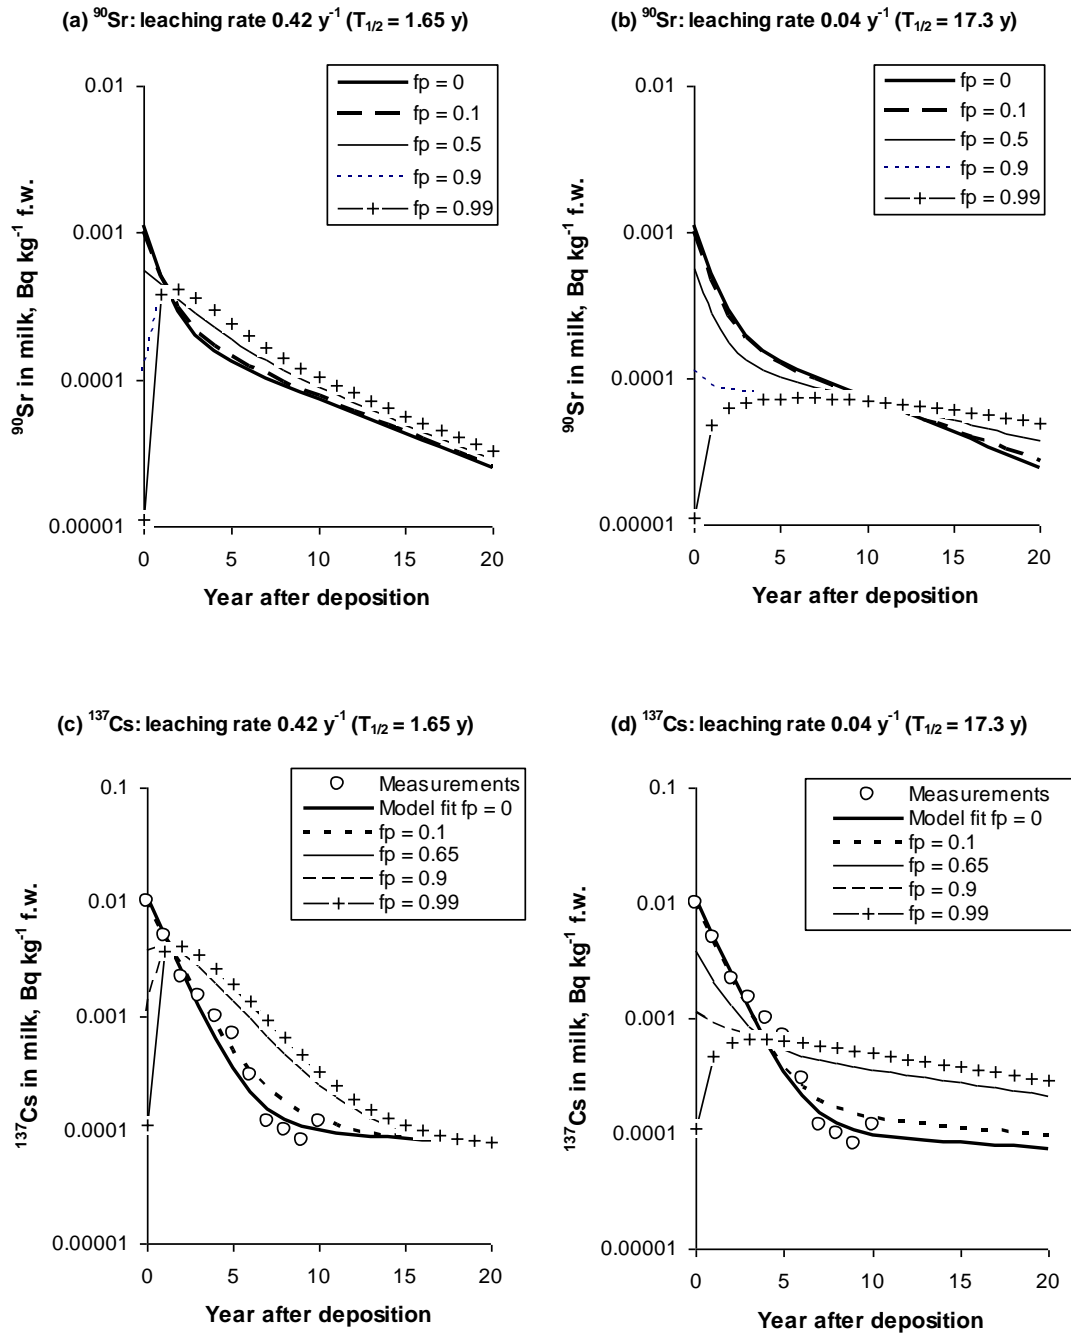 (a) ⁹⁰Sr: leaching rate 0.42 y⁻¹ (T₁/₂ = 1.65 y)
fp = 0
fp = 0.1
fp = 0.5
fp = 0.9
fp = 0.99
0.01
0.001
0.0001
0.00001
⁹⁰Sr in milk, Bq kg⁻¹ f.w.
0 5 10 15 20
Year after deposition
(b) ⁹⁰Sr: leaching rate 0.04 y⁻¹ (T₁/₂ = 17.3 y)
fp = 0
fp = 0.1
fp = 0.5
fp = 0.9
fp = 0.99
0.01
0.001
0.0001
0.00001
⁹⁰Sr in milk, Bq kg⁻¹ f.w.
0 5 10 15 20
Year after deposition
(c) ¹³⁷Cs: leaching rate 0.42 y⁻¹ (T₁/₂ = 1.65 y)
Measurements
Model fit fp = 0
fp = 0.1
fp = 0.65
fp = 0.9
fp = 0.99
0.1
0.01
0.001
0.0001
0.00001
¹³⁷Cs in milk, Bq kg⁻¹ f.w.
0 5 10 15 20
Year after deposition
(d) ¹³⁷Cs: leaching rate 0.04 y⁻¹ (T₁/₂ = 17.3 y)
Measurements
Model fit fp = 0
fp = 0.1
fp = 0.65
fp = 0.9
fp = 0.99
0.1
0.01
0.001
0.0001
0.00001
¹³⁷Cs in milk, Bq kg⁻¹ f.w.
0 5 10 15 20
Year after deposition